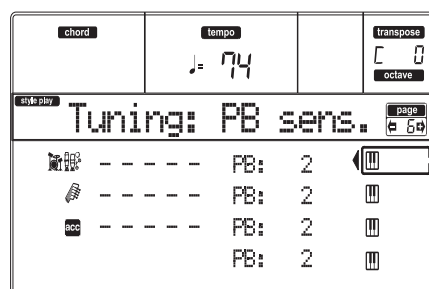 chord tempo transpose
♩= 74 C 0
octave
style play Tuning: PB sens. page 6
– – – – – PB: 2
– – – – – PB: 2
acc – – – – – PB: 2
PB: 2